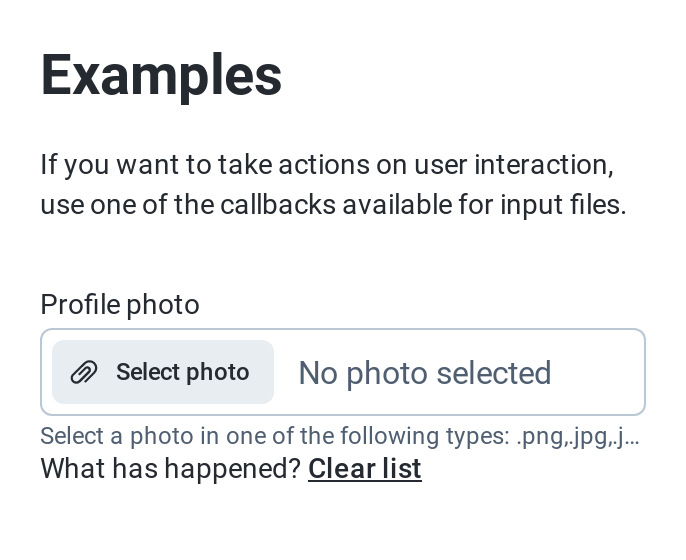 Examples
If you want to take actions on user interaction,
use one of the callbacks available for input files.
Profile photo
Select photo
No photo selected
Select a photo in one of the following types: .png,.jpg,.j…
What has happened? Clear list